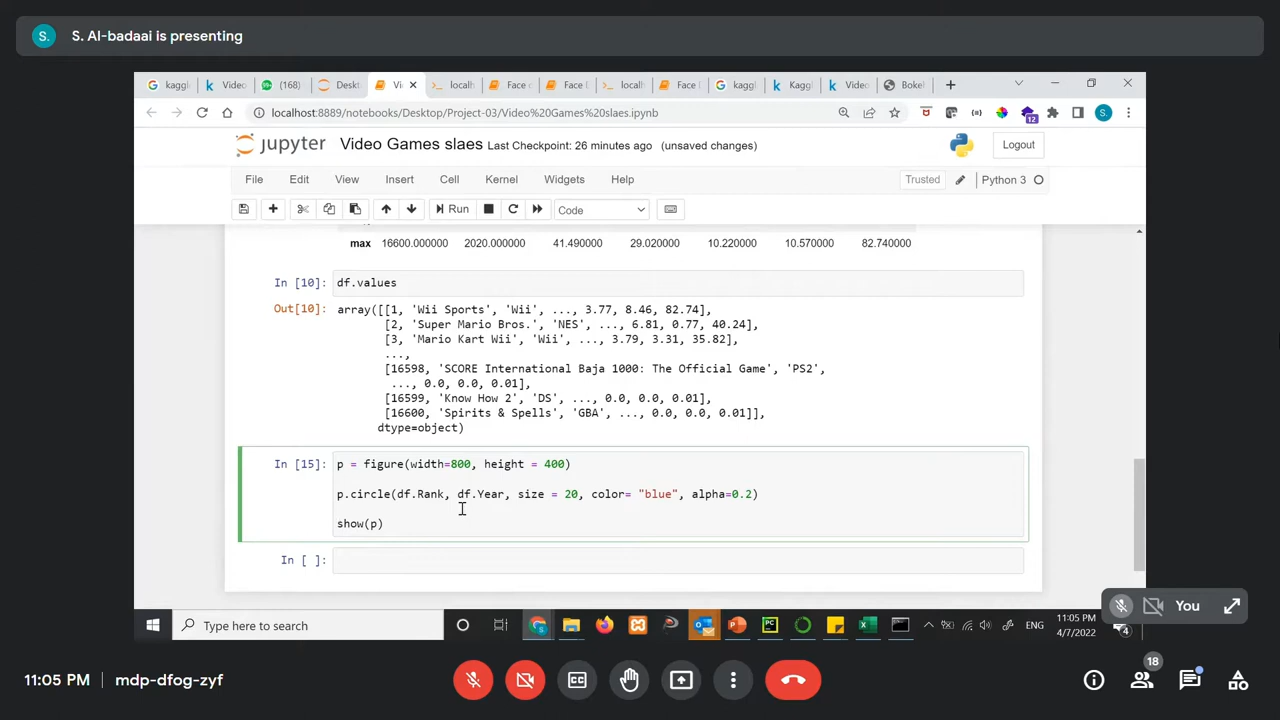 S. S. Al-badaai is presenting
kaggl Video (168) Deskt Vi localh Face Face localh Face kaggl Kaggl Video Bokel
localhost:8889/notebooks/Desktop/Project-03/Video%20Games%20slaes.ipynb 12 S
jupyter Video Games slaes Last Checkpoint: 26 minutes ago (unsaved changes) Logout
File Edit View Insert Cell Kernel Widgets Help Trusted Python 3
Run Code
max 16600.000000 2020.000000 41.490000 29.020000 10.220000 10.570000 82.740000
In [10]: df.values
Out[10]: array([[1, 'Wii Sports', 'Wii', ..., 3.77, 8.46, 82.74],
[2, 'Super Mario Bros.', 'NES', ..., 6.81, 0.77, 40.24],
[3, 'Mario Kart Wii', 'Wii', ..., 3.79, 3.31, 35.82],
...,
[16598, 'SCORE International Baja 1000: The Official Game', 'PS2',
..., 0.0, 0.0, 0.01],
[16599, 'Know How 2', 'DS', ..., 0.0, 0.0, 0.01],
[16600, 'Spirits & Spells', 'GBA', ..., 0.0, 0.0, 0.01]],
dtype=object)
In [15]: p = figure(width=800, height = 400)
p.circle(df.Rank, df.Year, size = 20, color= "blue", alpha=0.2)
show(p)
In [ ]:
You
Type here to search ENG 11:05 PM
4/7/2022 4
11:05 PM mdp-dfog-zyf 18